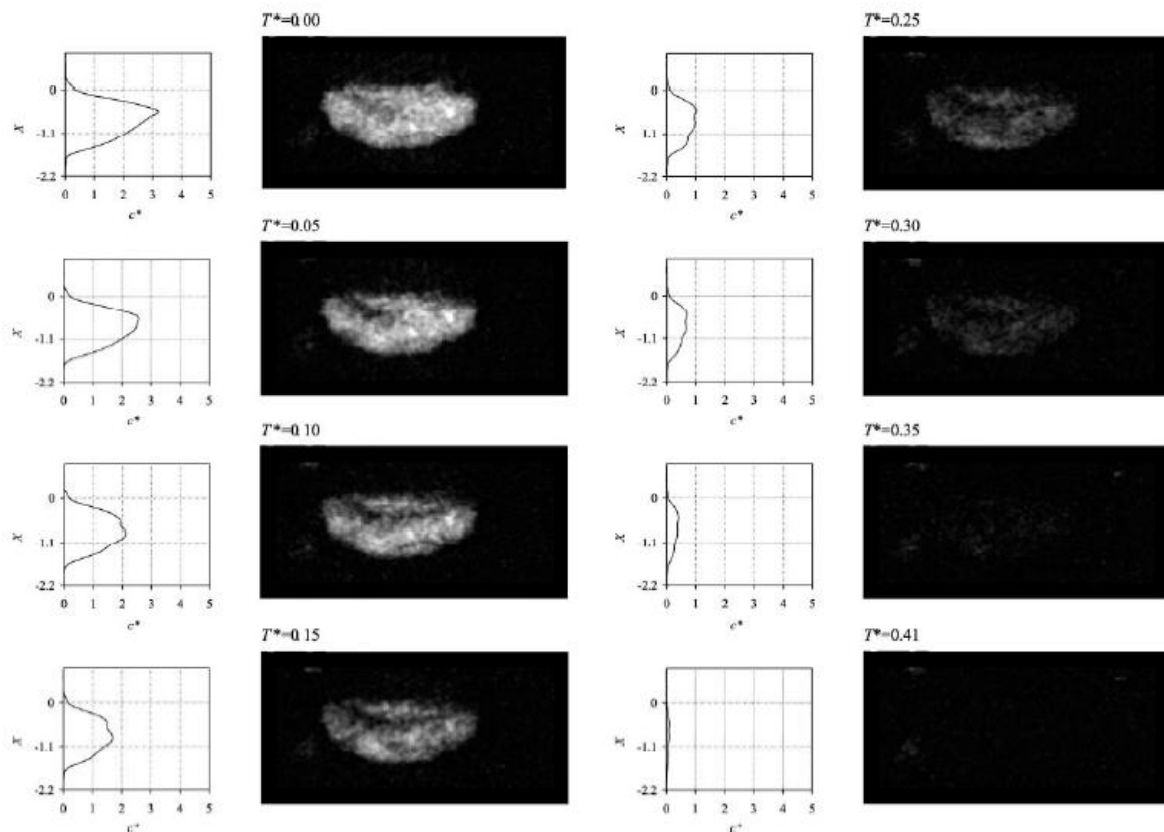 T*=0.00
0
-1.1
-2.2
X
0 1 2 3 4 5
c*
T*=0.05
0
-1.1
-2.2
X
0 1 2 3 4 5
c*
T*=0.10
0
-1.1
-2.2
X
0 1 2 3 4 5
c*
T*=0.15
0
-1.1
-2.2
X
0 1 2 3 4 5
c*
T*=0.25
0
-1.1
-2.2
X
0 1 2 3 4 5
c*
T*=0.30
0
-1.1
-2.2
X
0 1 2 3 4 5
c*
T*=0.35
0
-1.1
-2.2
X
0 1 2 3 4 5
c*
T*=0.41
0
-1.1
-2.2
X
0 1 2 3 4 5
c*